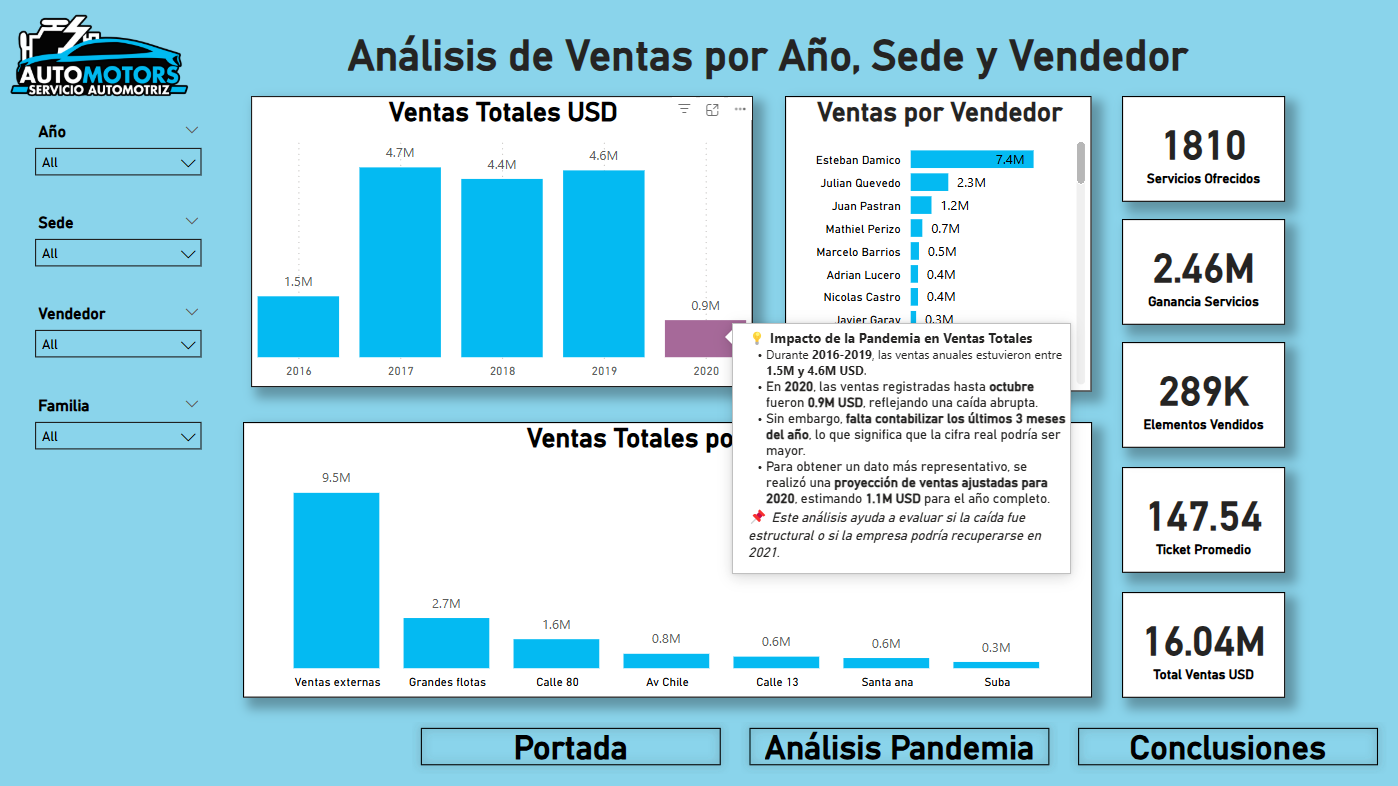 AUTOMOTORS
SERVICIO AUTOMOTRIZ
Análisis de Ventas por Año, Sede y Vendedor
Año
All
Sede
All
Vendedor
All
Familia
All
Ventas Totales USD
1.5M
4.7M
4.4M
4.6M
0.9M
2016
2017
2018
2019
2020
Ventas por Vendedor
Esteban Damico 7.4M
Julian Quevedo 2.3M
Juan Pastran 1.2M
Mathiel Perizo 0.7M
Marcelo Barrios 0.5M
Adrian Lucero 0.4M
Nicolas Castro 0.4M
Javier Garay 0.3M
💡 Impacto de la Pandemia en Ventas Totales
• Durante 2016-2019, las ventas anuales estuvieron entre
1.5M y 4.6M USD.
• En 2020, las ventas registradas hasta octubre
fueron 0.9M USD, reflejando una caída abrupta.
• Sin embargo, falta contabilizar los últimos 3 meses
del año, lo que significa que la cifra real podría ser
mayor.
• Para obtener un dato más representativo, se
realizó una proyección de ventas ajustadas para
2020, estimando 1.1M USD para el año completo.
📌 Este análisis ayuda a evaluar si la caída fue
estructural o si la empresa podría recuperarse en
2021.
Ventas Totales po
9.5M
2.7M
1.6M
0.8M
0.6M
0.6M
0.3M
Ventas externas
Grandes flotas
Calle 80
Av Chile
Calle 13
Santa ana
Suba
1810
Servicios Ofrecidos
2.46M
Ganancia Servicios
289K
Elementos Vendidos
147.54
Ticket Promedio
16.04M
Total Ventas USD
Portada
Análisis Pandemia
Conclusiones